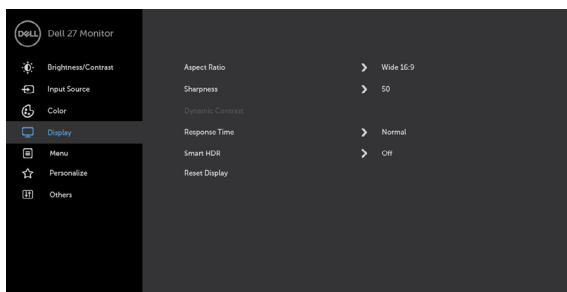 DELL Dell 27 Monitor
Brightness/Contrast
Input Source
Color
Display
Menu
Personalize
Others
Aspect Ratio Wide 16:9
Sharpness 50
Dynamic Contrast
Response Time Normal
Smart HDR Off
Reset Display